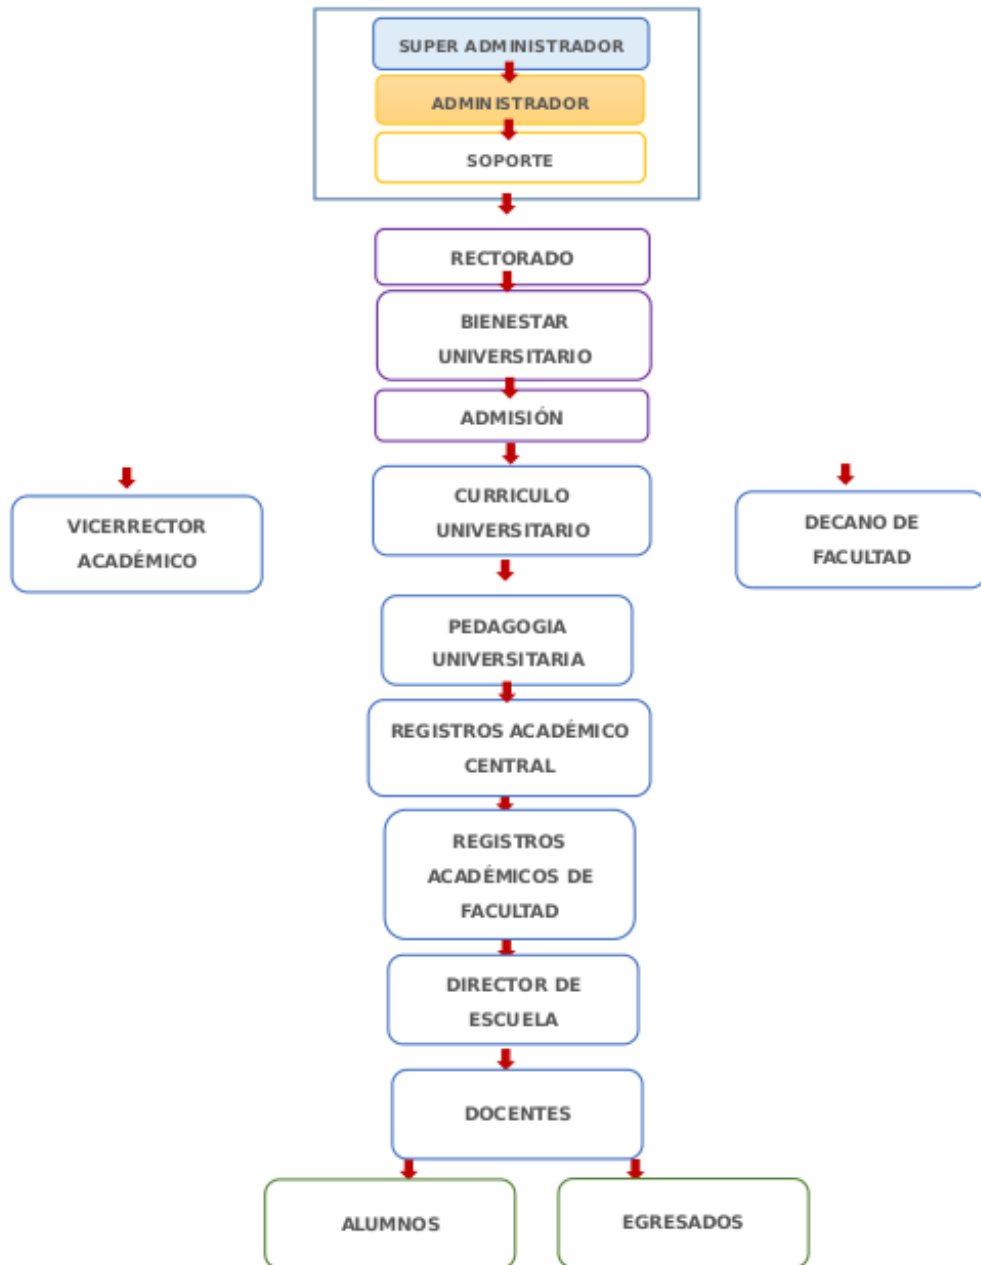 SUPER ADMINISTRADOR
ADMINISTRADOR
SOPORTE
RECTORADO
BIENESTAR
UNIVERSITARIO
ADMISIÓN
VICERRECTOR
ACADÉMICO
CURRICULO
UNIVERSITARIO
DECANO DE
FACULTAD
PEDAGOGIA
UNIVERSITARIA
REGISTROS ACADÉMICO
CENTRAL
REGISTROS
ACADÉMICOS DE
FACULTAD
DIRECTOR DE
ESCUELA
DOCENTES
ALUMNOS
EGRESADOS